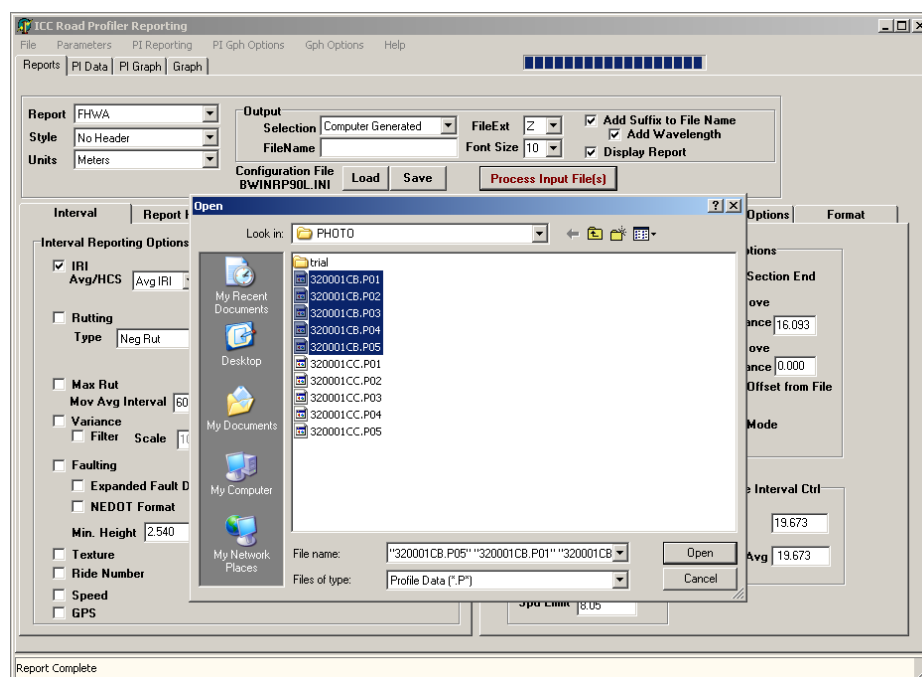 ICC Road Profiler Reporting
File Parameters PI Reporting PI Gph Options Gph Options Help
Reports PI Data PI Graph Graph
Report FHWA
Style No Header
Units Meters
Output
Selection Computer Generated FileExt Z
FileName Font Size 10
Add Suffix to File Name
Add Wavelength
Display Report
Configuration File
BWINRP90L.INI Load Save Process Input File(s)
Interval Report Options Format
Interval Reporting Options
IRI
Avg/HCS Avg IRI
Rutting
Type Neg Rut
Max Rut
Mov Avg Interval 60
Variance
Filter Scale
Faulting
Expanded Fault D
NEDOT Format
Min. Height 2.540
Texture
Ride Number
Speed
GPS
Open
Look in: PHOTO
My Recent Documents
Desktop
My Documents
My Computer
My Network Places
trial
320001CB.P01
320001CB.P02
320001CB.P03
320001CB.P04
320001CB.P05
320001CC.P01
320001CC.P02
320001CC.P03
320001CC.P04
320001CC.P05
File name: "320001CB.P05" "320001CB.P01" "320001CB Open
Files of type: Profile Data (*.P*) Cancel
Section End
16.093
0.000
Offset from File
Mode
Interval Ctrl
19.673
Avg 19.673
Spd Limit 8.05
Report Complete